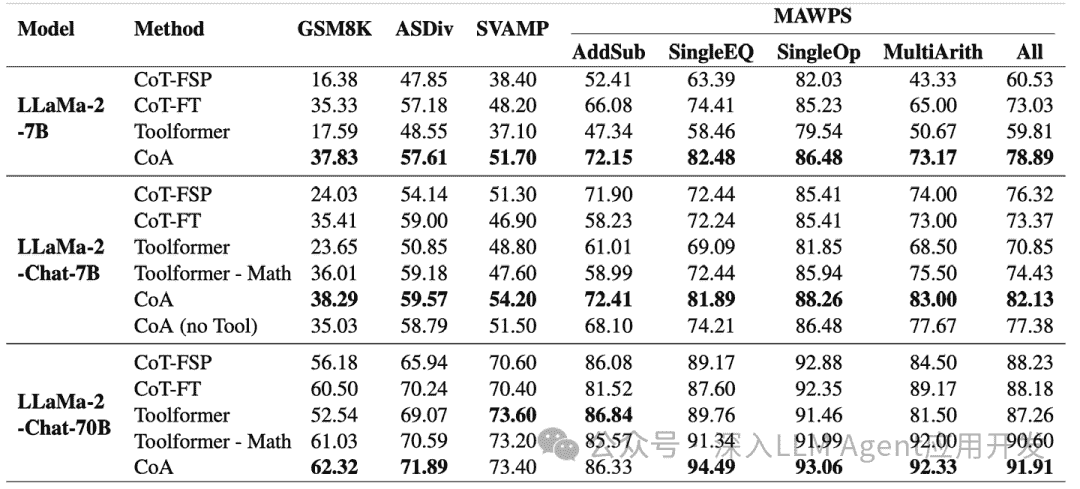 Model Method GSM8K ASDiv SVAMP MAWPS
AddSub SingleEQ SingleOp MultiArith All
LLaMa-2
-7B
CoT-FSP 16.38 47.85 38.40 52.41 63.39 82.03 43.33 60.53
CoT-FT 35.33 57.18 48.20 66.08 74.41 85.23 65.00 73.03
Toolformer 17.59 48.55 37.10 47.34 58.46 79.54 50.67 59.81
CoA 37.83 57.61 51.70 72.15 82.48 86.48 73.17 78.89
LLaMa-2
-Chat-7B
CoT-FSP 24.03 54.14 51.30 71.90 72.44 85.41 74.00 76.32
CoT-FT 35.41 59.00 46.90 58.23 72.24 85.41 73.00 73.37
Toolformer 23.65 50.85 48.80 61.01 69.09 81.85 68.50 70.85
Toolformer - Math 36.01 59.18 47.60 58.99 72.44 85.94 75.50 74.43
CoA 38.29 59.57 54.20 72.41 81.89 88.26 83.00 82.13
CoA (no Tool) 35.03 58.79 51.50 68.10 74.21 86.48 77.67 77.38
LLaMa-2
-Chat-70B
CoT-FSP 56.18 65.94 70.60 86.08 89.17 92.88 84.50 88.23
CoT-FT 60.50 70.24 70.40 81.52 87.60 92.35 89.17 88.18
Toolformer 52.54 69.07 73.60 86.84 89.76 91.46 81.50 87.26
Toolformer - Math 61.03 70.59 73.20 85.57 91.34 91.99 92.00 90.60
CoA 62.32 71.89 73.40 86.33 94.49 93.06 92.33 91.91
公众号 · 深入LLM Agent应用开发